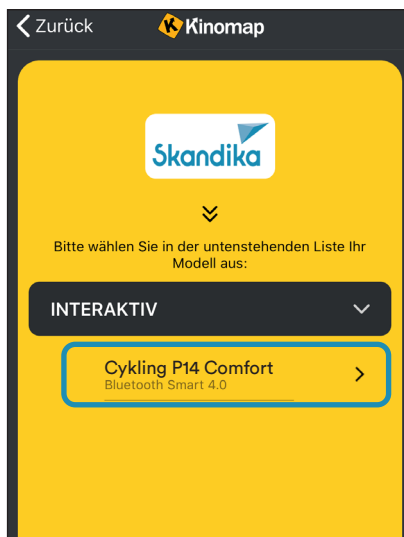 Zurück
Kinomap
Skandika
Bitte wählen Sie in der untenstehenden Liste Ihr
Modell aus:
INTERAKTIV
Cykling P14 Comfort
Bluetooth Smart 4.0